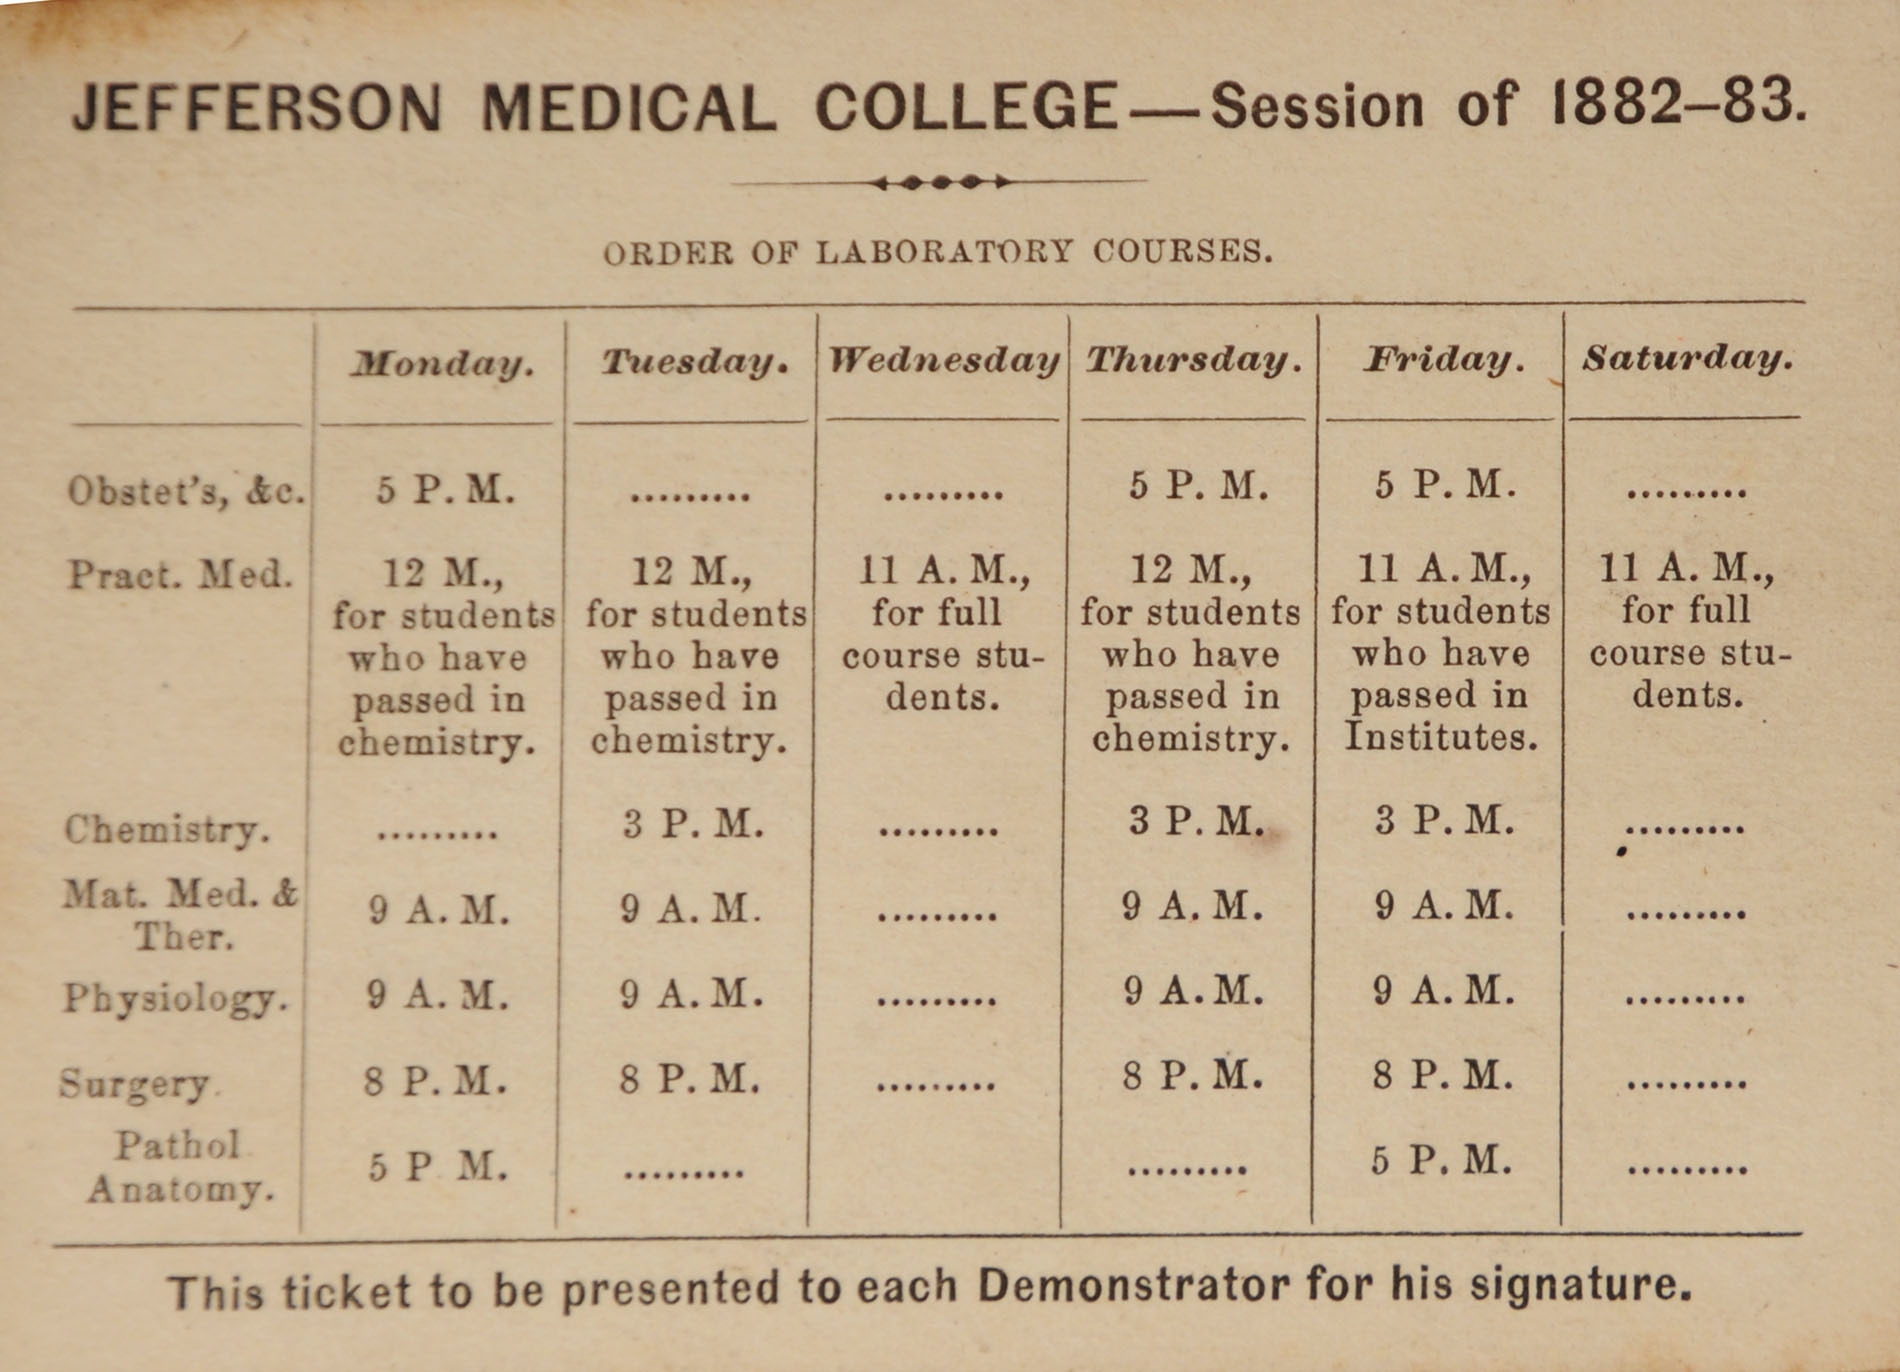 JEFFERSON MEDICAL COLLEGE—Session of 1882–83.
ORDER OF LABORATORY COURSES.
Monday. Tuesday. Wednesday Thursday. Friday. Saturday.
Obstet's, &c. 5 P. M. ......... ......... 5 P. M. 5 P. M. .........
Pract. Med. 12 M., 12 M., 11 A. M., 12 M., 11 A. M., 11 A. M.,
for students for students for full for students for students for full
who have who have course stu- who have who have course stu-
passed in passed in dents. passed in passed in dents.
chemistry. chemistry. chemistry. Institutes.
Chemistry. ......... 3 P. M. ......... 3 P. M. 3 P. M. .........
Mat. Med. &
Ther. 9 A. M. 9 A. M. ......... 9 A. M. 9 A. M. .........
Physiology. 9 A. M. 9 A. M. ......... 9 A. M. 9 A. M. .........
Surgery. 8 P. M. 8 P. M. ......... 8 P. M. 8 P. M. .........
Pathol
Anatomy. 5 P M. ......... ......... 5 P. M. .........
This ticket to be presented to each Demonstrator for his signature.